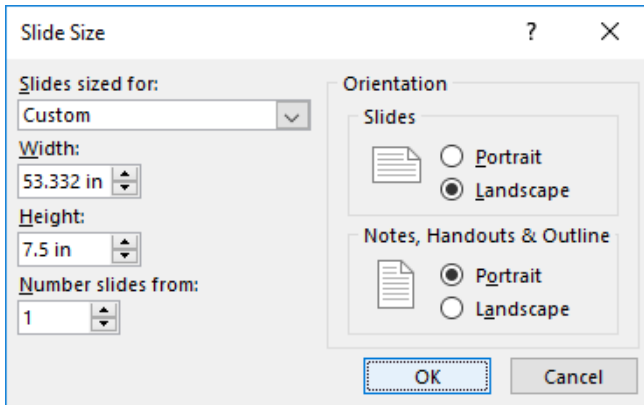 Slide Size
?
Slides sized for:
Custom
Width:
53.332 in
Height:
7.5 in
Number slides from:
1
Orientation
Slides
Portrait
Landscape
Notes, Handouts & Outline
Portrait
Landscape
OK
Cancel